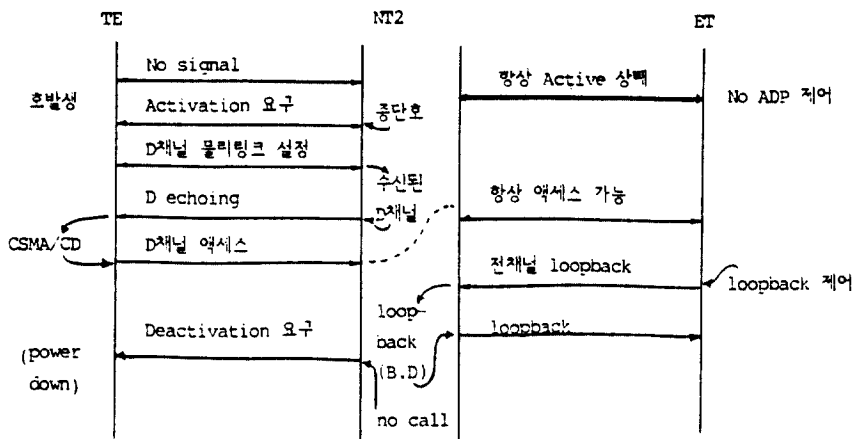 TE
NT2
ET
No signal
항상 Active 상태
호발생
Activation 요구
중단호
No ADP 제어
D채널 물리링크 설정
수신된
D채널
D echoing
항상 액세스 가능
CSMA/CD
D채널 액세스
전채널 loopback
loopback 제어
loop-
back
(B.D)
Deactivation 요구
loopback
(power
down)
no call